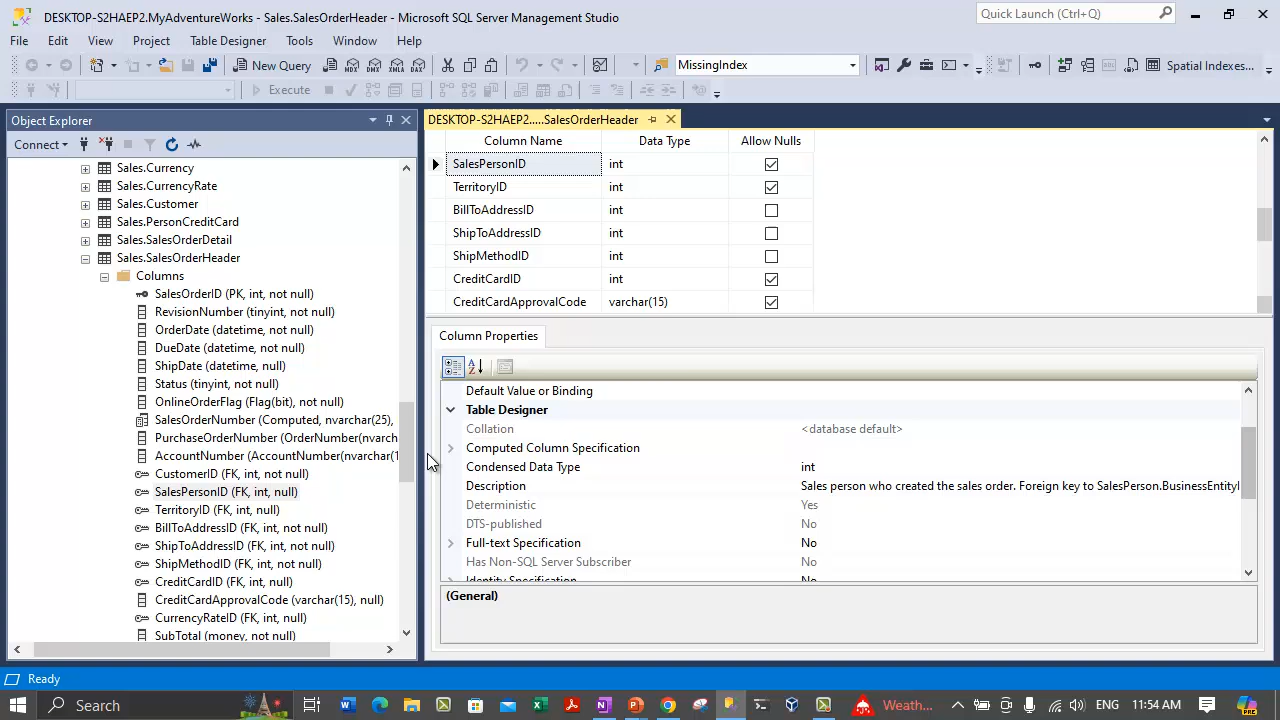 DESKTOP-S2HAEP2.MyAdventureWorks - Sales.SalesOrderHeader - Microsoft SQL Server Management Studio
Quick Launch (Ctrl+Q)
File Edit View Project Table Designer Tools Window Help
New Query
MDX DMX XMLA DAX
MissingIndex
Spatial Indexes...
Execute
Object Explorer
DESKTOP-S2HAEP2.....SalesOrderHeader
Connect
Sales.Currency
Sales.CurrencyRate
Sales.Customer
Sales.PersonCreditCard
Sales.SalesOrderDetail
Sales.SalesOrderHeader
Columns
SalesOrderID (PK, int, not null)
RevisionNumber (tinyint, not null)
OrderDate (datetime, not null)
DueDate (datetime, not null)
ShipDate (datetime, null)
Status (tinyint, not null)
OnlineOrderFlag (Flag(bit), not null)
SalesOrderNumber (Computed, nvarchar(25),
PurchaseOrderNumber (OrderNumber(nvarch
AccountNumber (AccountNumber(nvarchar(1
CustomerID (FK, int, not null)
SalesPersonID (FK, int, null)
TerritoryID (FK, int, null)
BillToAddressID (FK, int, not null)
ShipToAddressID (FK, int, not null)
ShipMethodID (FK, int, not null)
CreditCardID (FK, int, null)
CreditCardApprovalCode (varchar(15), null)
CurrencyRateID (FK, int, null)
SubTotal (money, not null)
Column Name Data Type Allow Nulls
SalesPersonID int
TerritoryID int
BillToAddressID int
ShipToAddressID int
ShipMethodID int
CreditCardID int
CreditCardApprovalCode varchar(15)
Column Properties
Default Value or Binding
Table Designer
Collation <database default>
Computed Column Specification
Condensed Data Type int
Description Sales person who created the sales order. Foreign key to SalesPerson.BusinessEntityI
Deterministic Yes
DTS-published No
Full-text Specification No
Has Non-SQL Server Subscriber No
Identity Specification No
(General)
Ready
Search
Weath...
ENG
11:54 AM